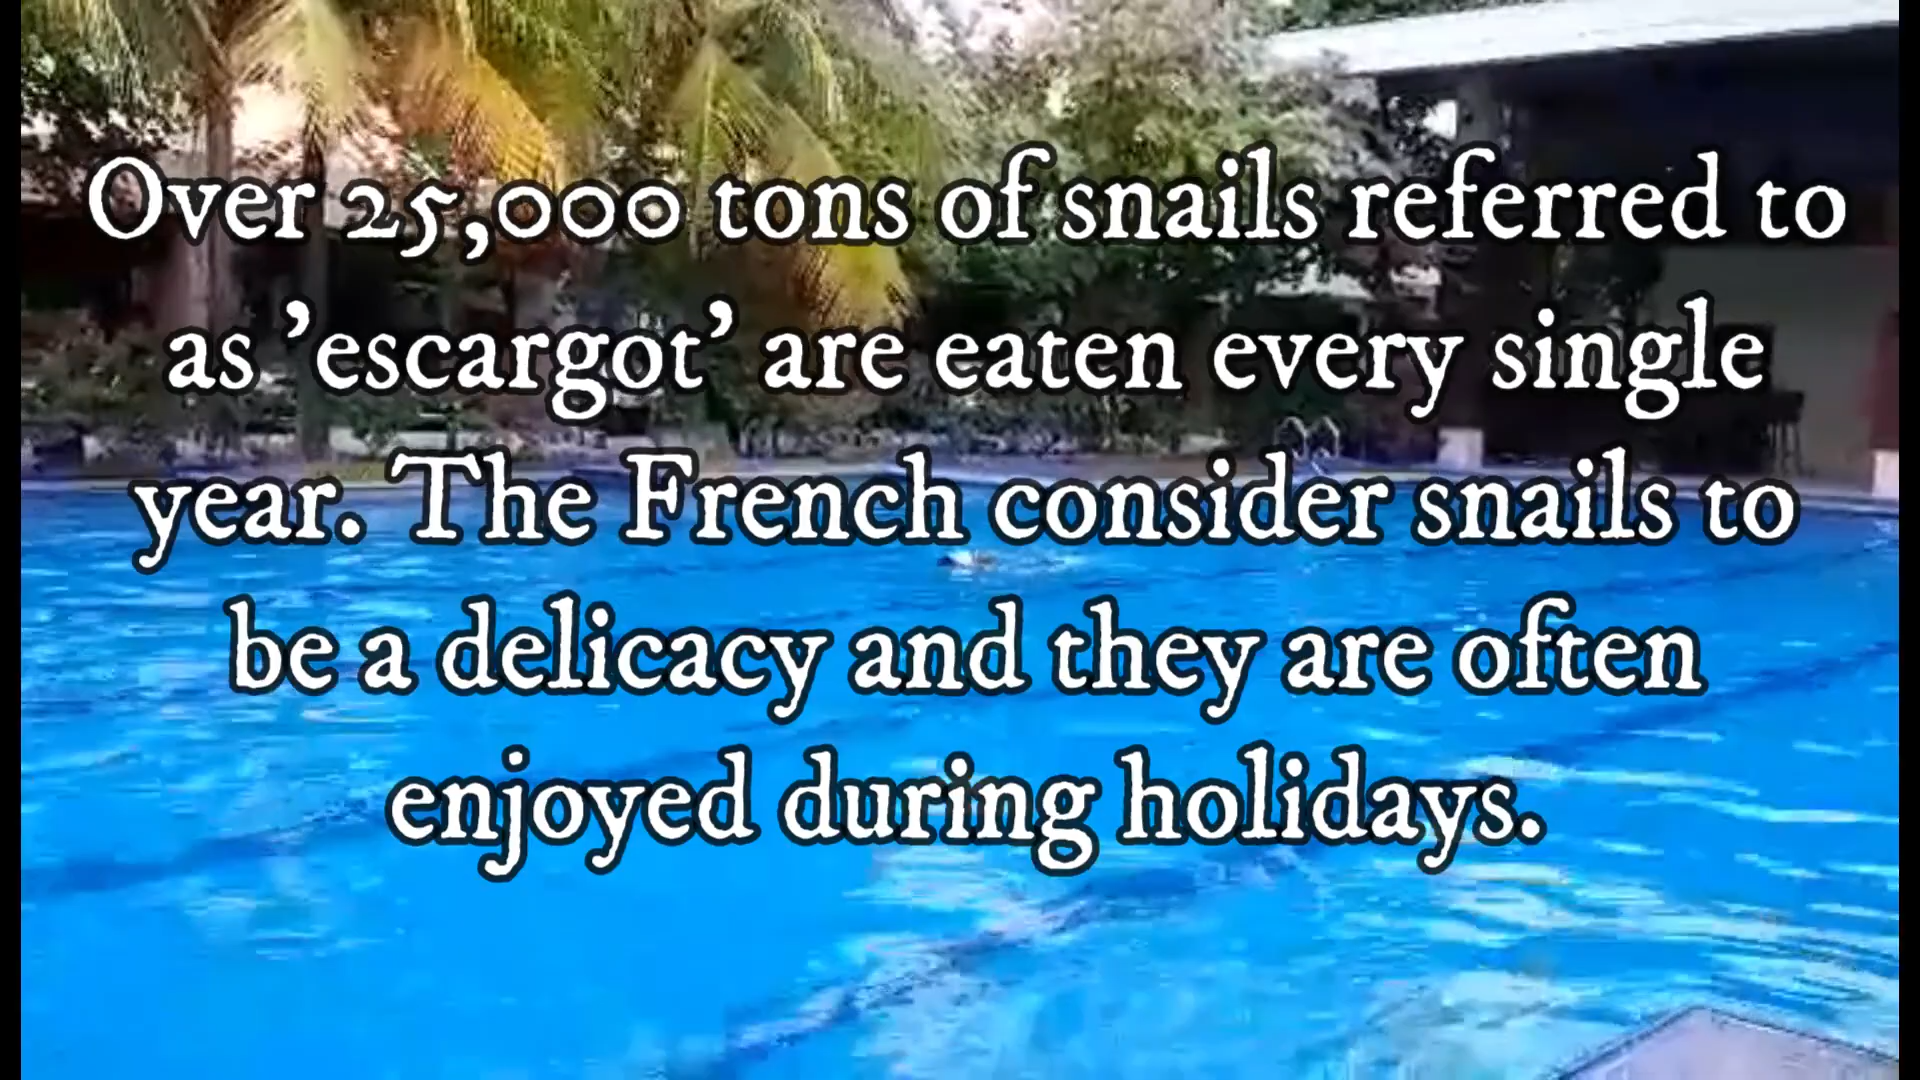 Over 25,000 tons of snails referred to
as 'escargot' are eaten every single
year. The French consider snails to
be a delicacy and they are often
enjoyed during holidays.